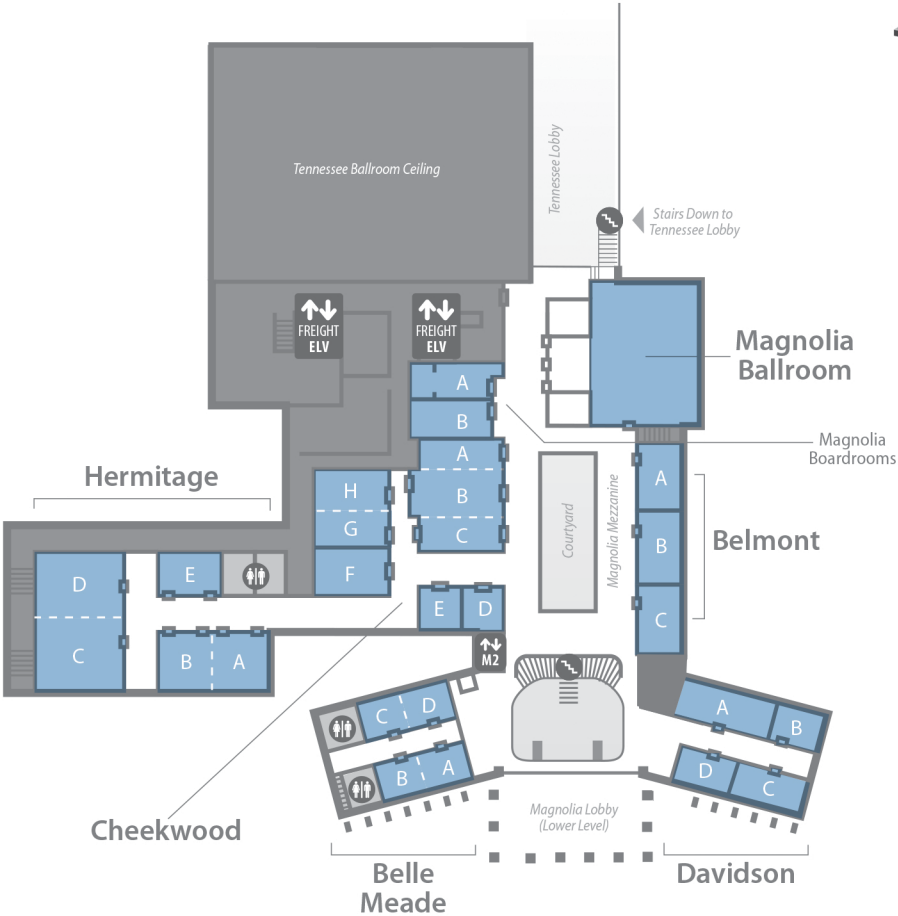 Tennessee Ballroom Ceiling
Tennessee Lobby
Stairs Down to
Tennessee Lobby
FREIGHT
ELV
FREIGHT
ELV
Magnolia
Ballroom
A
B
Magnolia
Boardrooms
A
B
C
Hermitage
H
G
F
Courtyard
Magnolia Mezzanine
A
B
C
Belmont
D
C
E
B
A
E
D
M2
C
D
B
A
A
B
D
C
Cheekwood
Magnolia Lobby
(Lower Level)
Belle
Meade
Davidson